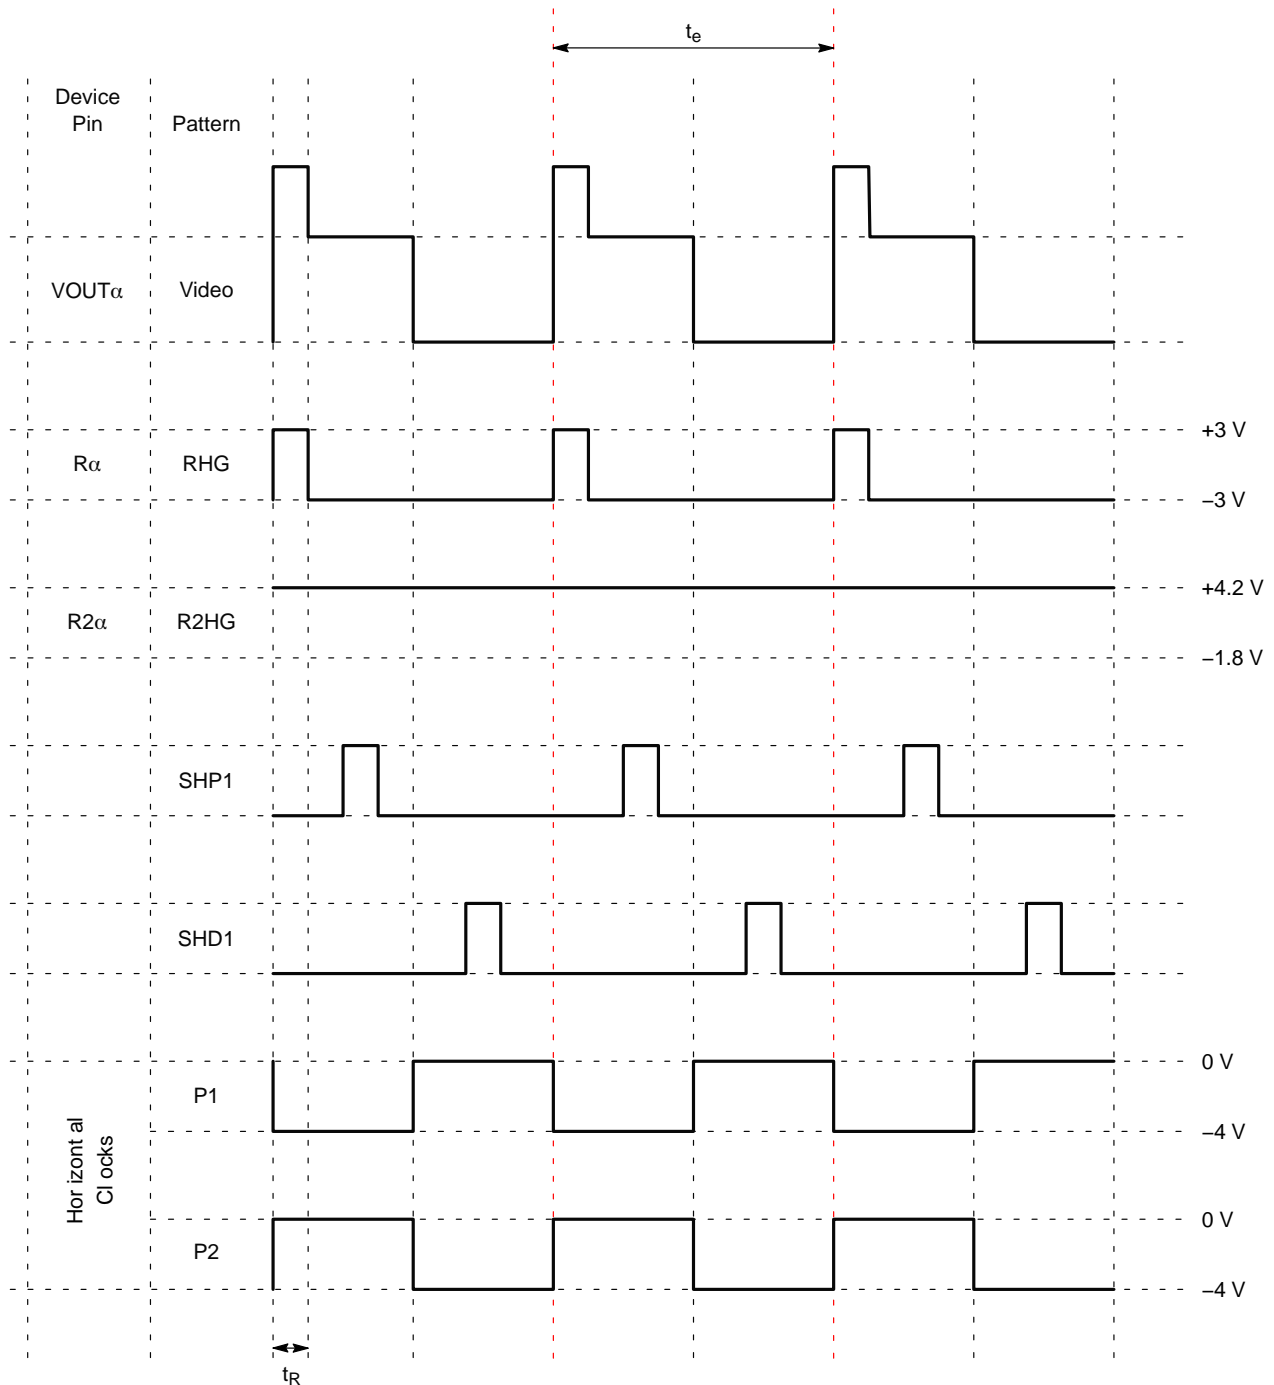 te
Device
Pin
Pattern
VOUTα
Video
+3 V
Rα
RHG
−3 V
+4.2 V
R2α
R2HG
−1.8 V
SHP1
SHD1
0 V
P1
−4 V
Hor izont al
Cl ocks
0 V
P2
−4 V
tR